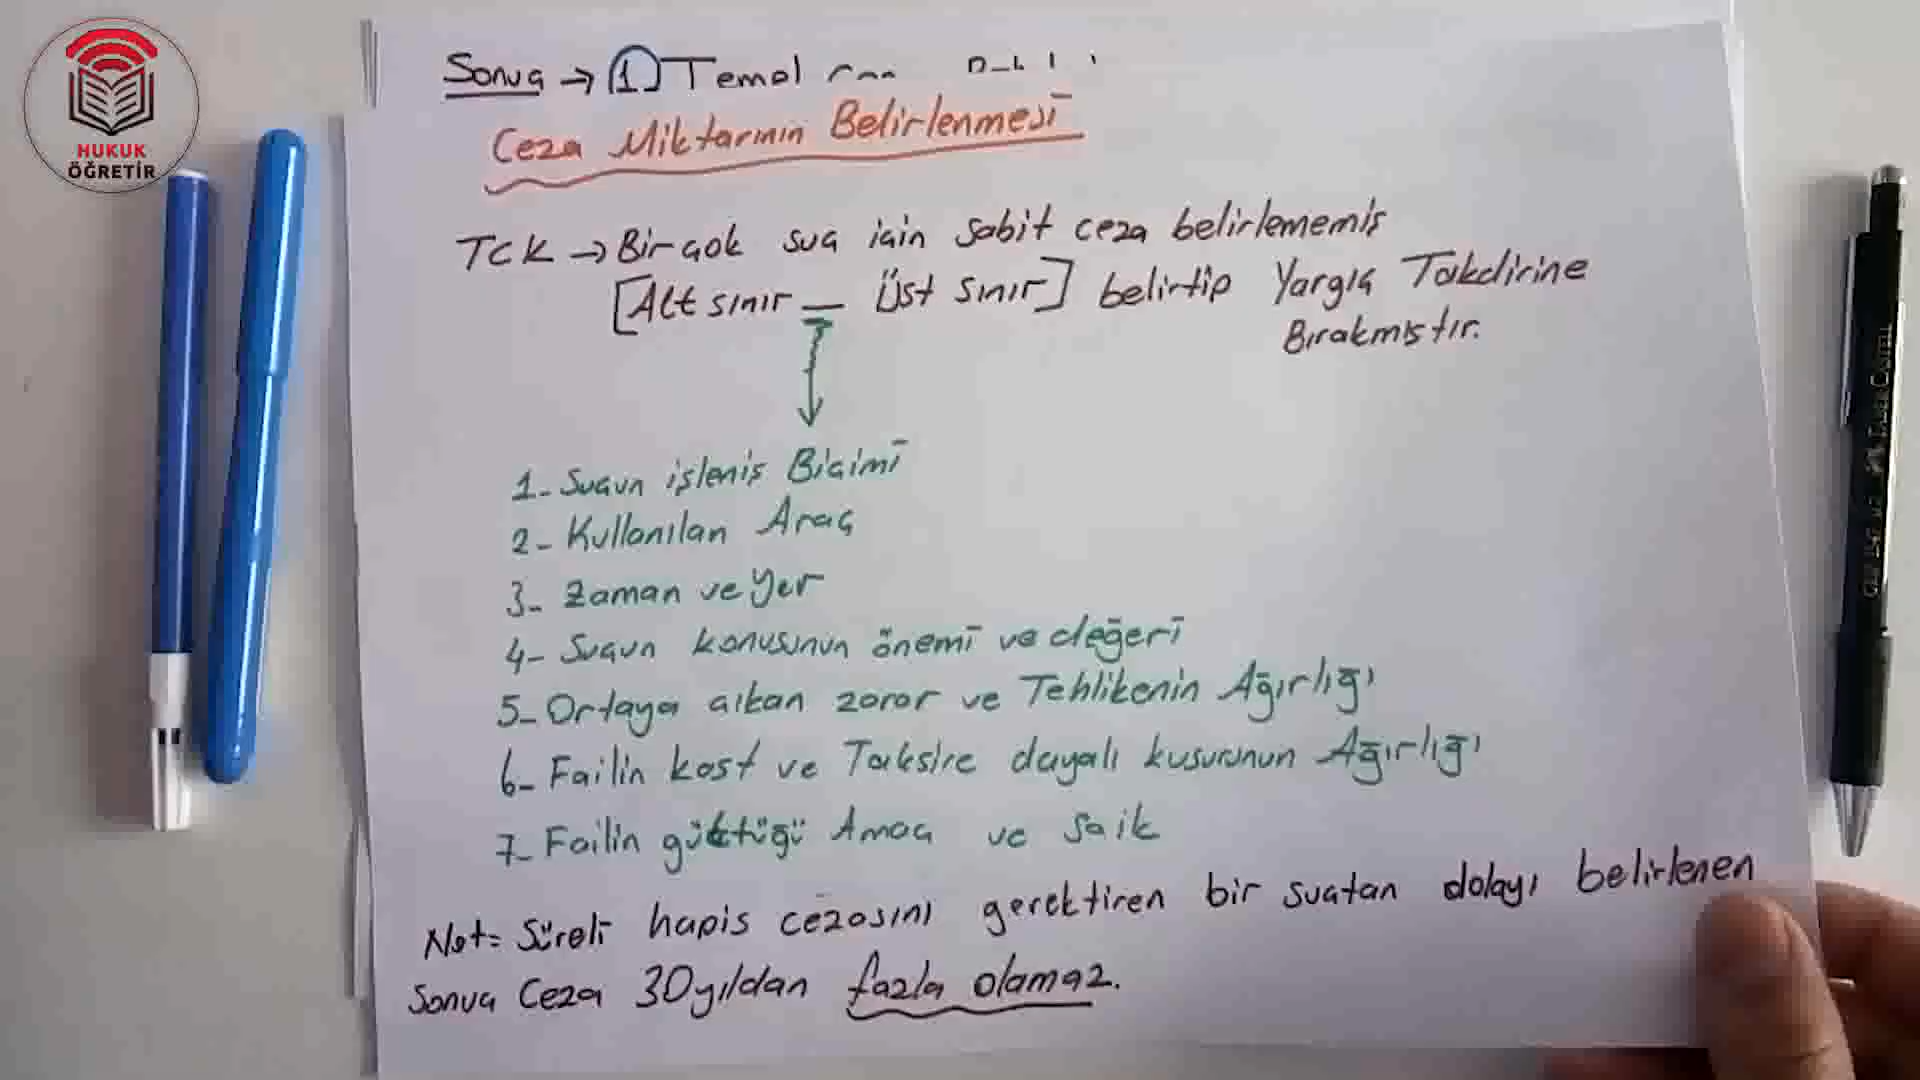 HUKUK
ÖĞRETİR
Sonuç → ① Temel
Ceza Miktarının Belirlenmesi
TCK → Bir çok suç için sabit ceza belirlememiş
[Alt sınır — Üst sınır] belirtip Yargıç Takdirine
Bırakmıştır.
1- Suçun işleniş Biçimi
2- Kullanılan Araç
3- Zaman ve Yer
4- Suçun konusunun önemi ve değeri
5- Ortaya çıkan zarar ve Tehlikenin Ağırlığı
6- Failin kast ve Taksire dayalı kusurunun Ağırlığı
7- Failin güttüğü Amaç ve Saik
Not= Süreli hapis cezasını gerektiren bir suçtan dolayı belirlenen
Sonuç Ceza 30 yıldan fazla olamaz.